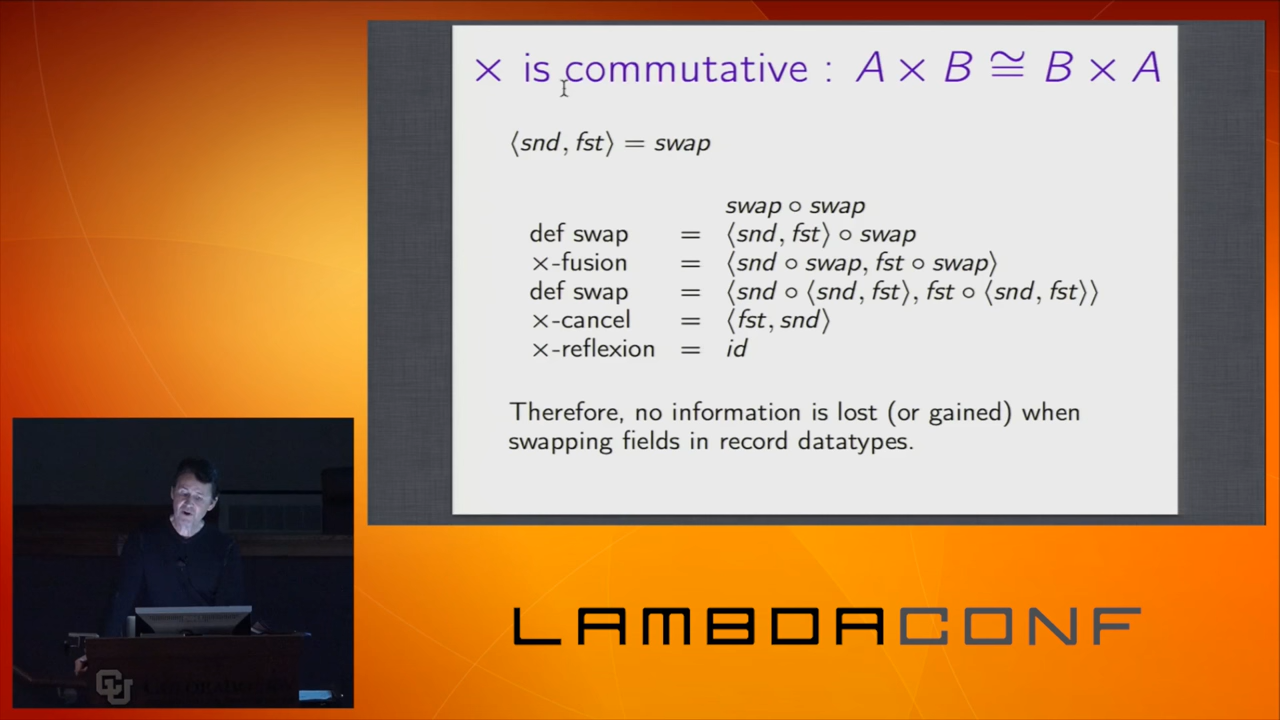 × is commutative : A × B ≅ B × A
⟨snd, fst⟩ = swap
swap ∘ swap
def swap = ⟨snd, fst⟩ ∘ swap
×-fusion = ⟨snd ∘ swap, fst ∘ swap⟩
def swap = ⟨snd ∘ ⟨snd, fst⟩, fst ∘ ⟨snd, fst⟩⟩
×-cancel = ⟨fst, snd⟩
×-reflexion = id
Therefore, no information is lost (or gained) when
swapping fields in record datatypes.
LAMBDACONF
CU